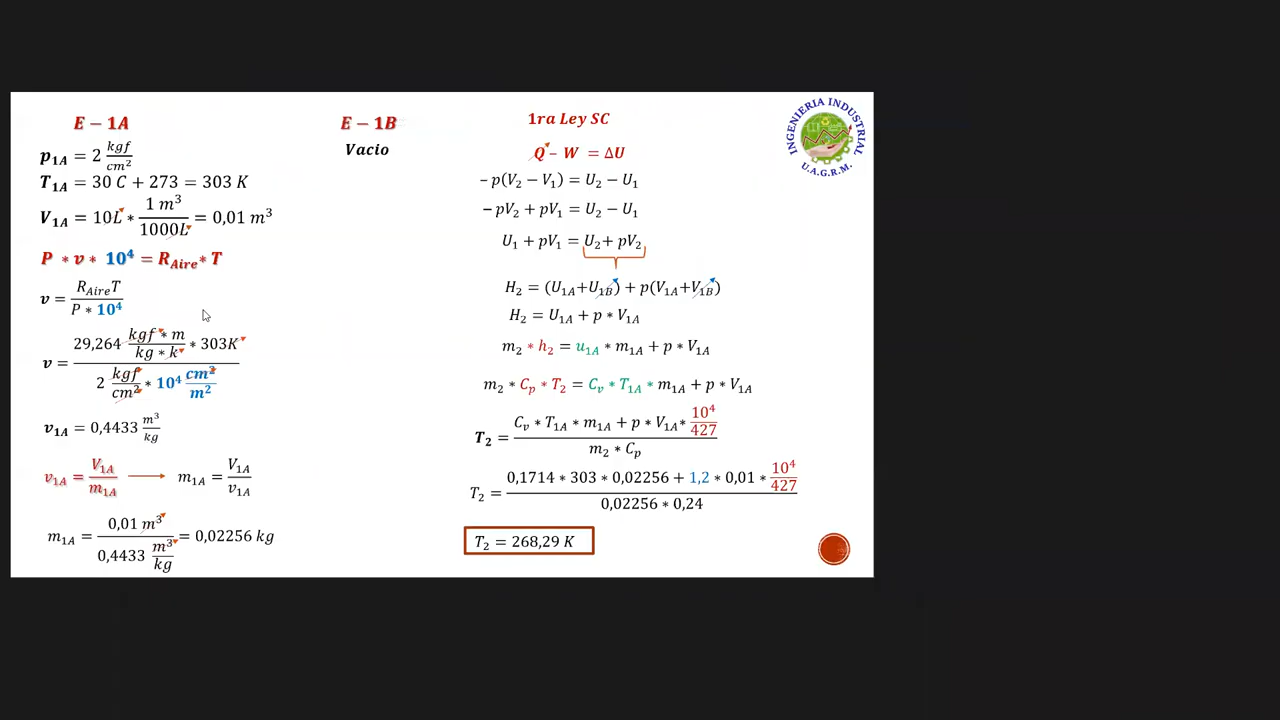 E − 1A
p₁A = 2 kgf/cm²
T₁A = 30 C + 273 = 303 K
V₁A = 10L * 1 m³/1000L = 0,01 m³
P * v * 10⁴ = R_Aire * T
v = R_Aire T / P * 10⁴
v = 29,264 kgf * m/kg * k * 303K / 2 kgf/cm² * 10⁴ cm²/m²
v₁A = 0,4433 m³/kg
v₁A = V₁A/m₁A → m₁A = V₁A/v₁A
m₁A = 0,01 m³ / 0,4433 m³/kg = 0,02256 kg
E − 1B
Vacio
1ra Ley SC
Q − W = ΔU
− p(V₂ − V₁) = U₂ − U₁
− pV₂ + pV₁ = U₂ − U₁
U₁ + pV₁ = U₂ + pV₂
H₂ = (U₁A+U₁B) + p(V₁A+V₁B)
H₂ = U₁A + p * V₁A
m₂ * h₂ = u₁A * m₁A + p * V₁A
m₂ * Cp * T₂ = Cv * T₁A * m₁A + p * V₁A
T₂ = Cv * T₁A * m₁A + p * V₁A * 10⁴/427 / m₂ * Cp
T₂ = 0,1714 * 303 * 0,02256 + 1,2 * 0,01 * 10⁴/427 / 0,02256 * 0,24
T₂ = 268,29 K
INGENIERIA INDUSTRIAL
U.A.G.R.M.